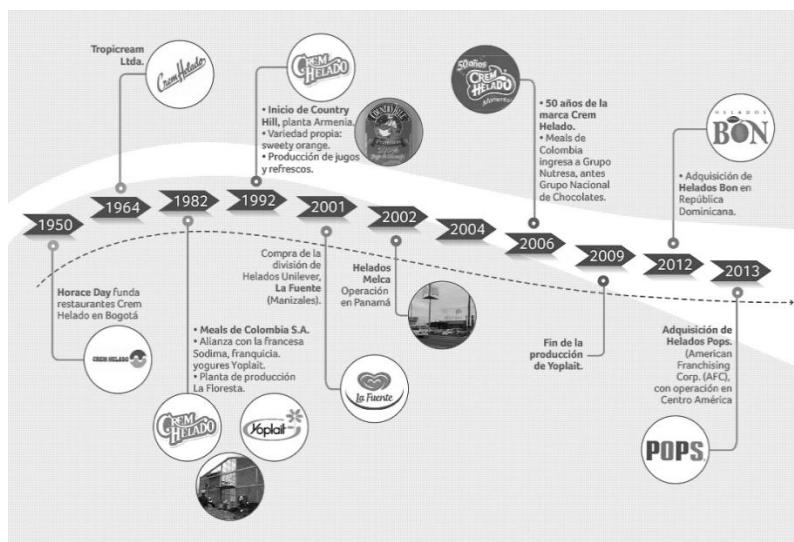 Tropicream
Ltda.
Crem Helado
CREM
HELADO
• Inicio de Country
Hill, planta Armenia.
• Variedad propia:
sweety orange.
• Producción de jugos
y refrescos.
COUNTRY
HILL
50 años
CREM
HELADO
Momentos
• 50 años de la
marca Crem
Helado.
• Meals de
Colombia
ingresa a Grupo
Nutresa, antes
Grupo Nacional
de Chocolates.
HELADOS
BON
• Adquisición de
Helados Bon en
República
Dominicana.
1950
1964
1982
1992
2001
2002
2004
2006
2009
2012
2013
Horace Day funda
restaurantes Crem
Helado en Bogotá
CREM HELADO
• Meals de Colombia S.A.
• Alianza con la francesa
Sodima, franquicia.
yogures Yoplait.
• Planta de producción
La Floresta.
CREM
HELADO
Yoplait
Compra de la
división de
Helados Unilever,
La Fuente
(Manizales).
La Fuente
Helados
Melca
Operación
en Panamá
Fin de la
producción
de Yoplait.
Adquisición de
Helados Pops.
(American
Franchising
Corp. (AFC),
con operación en
Centro América
POPS